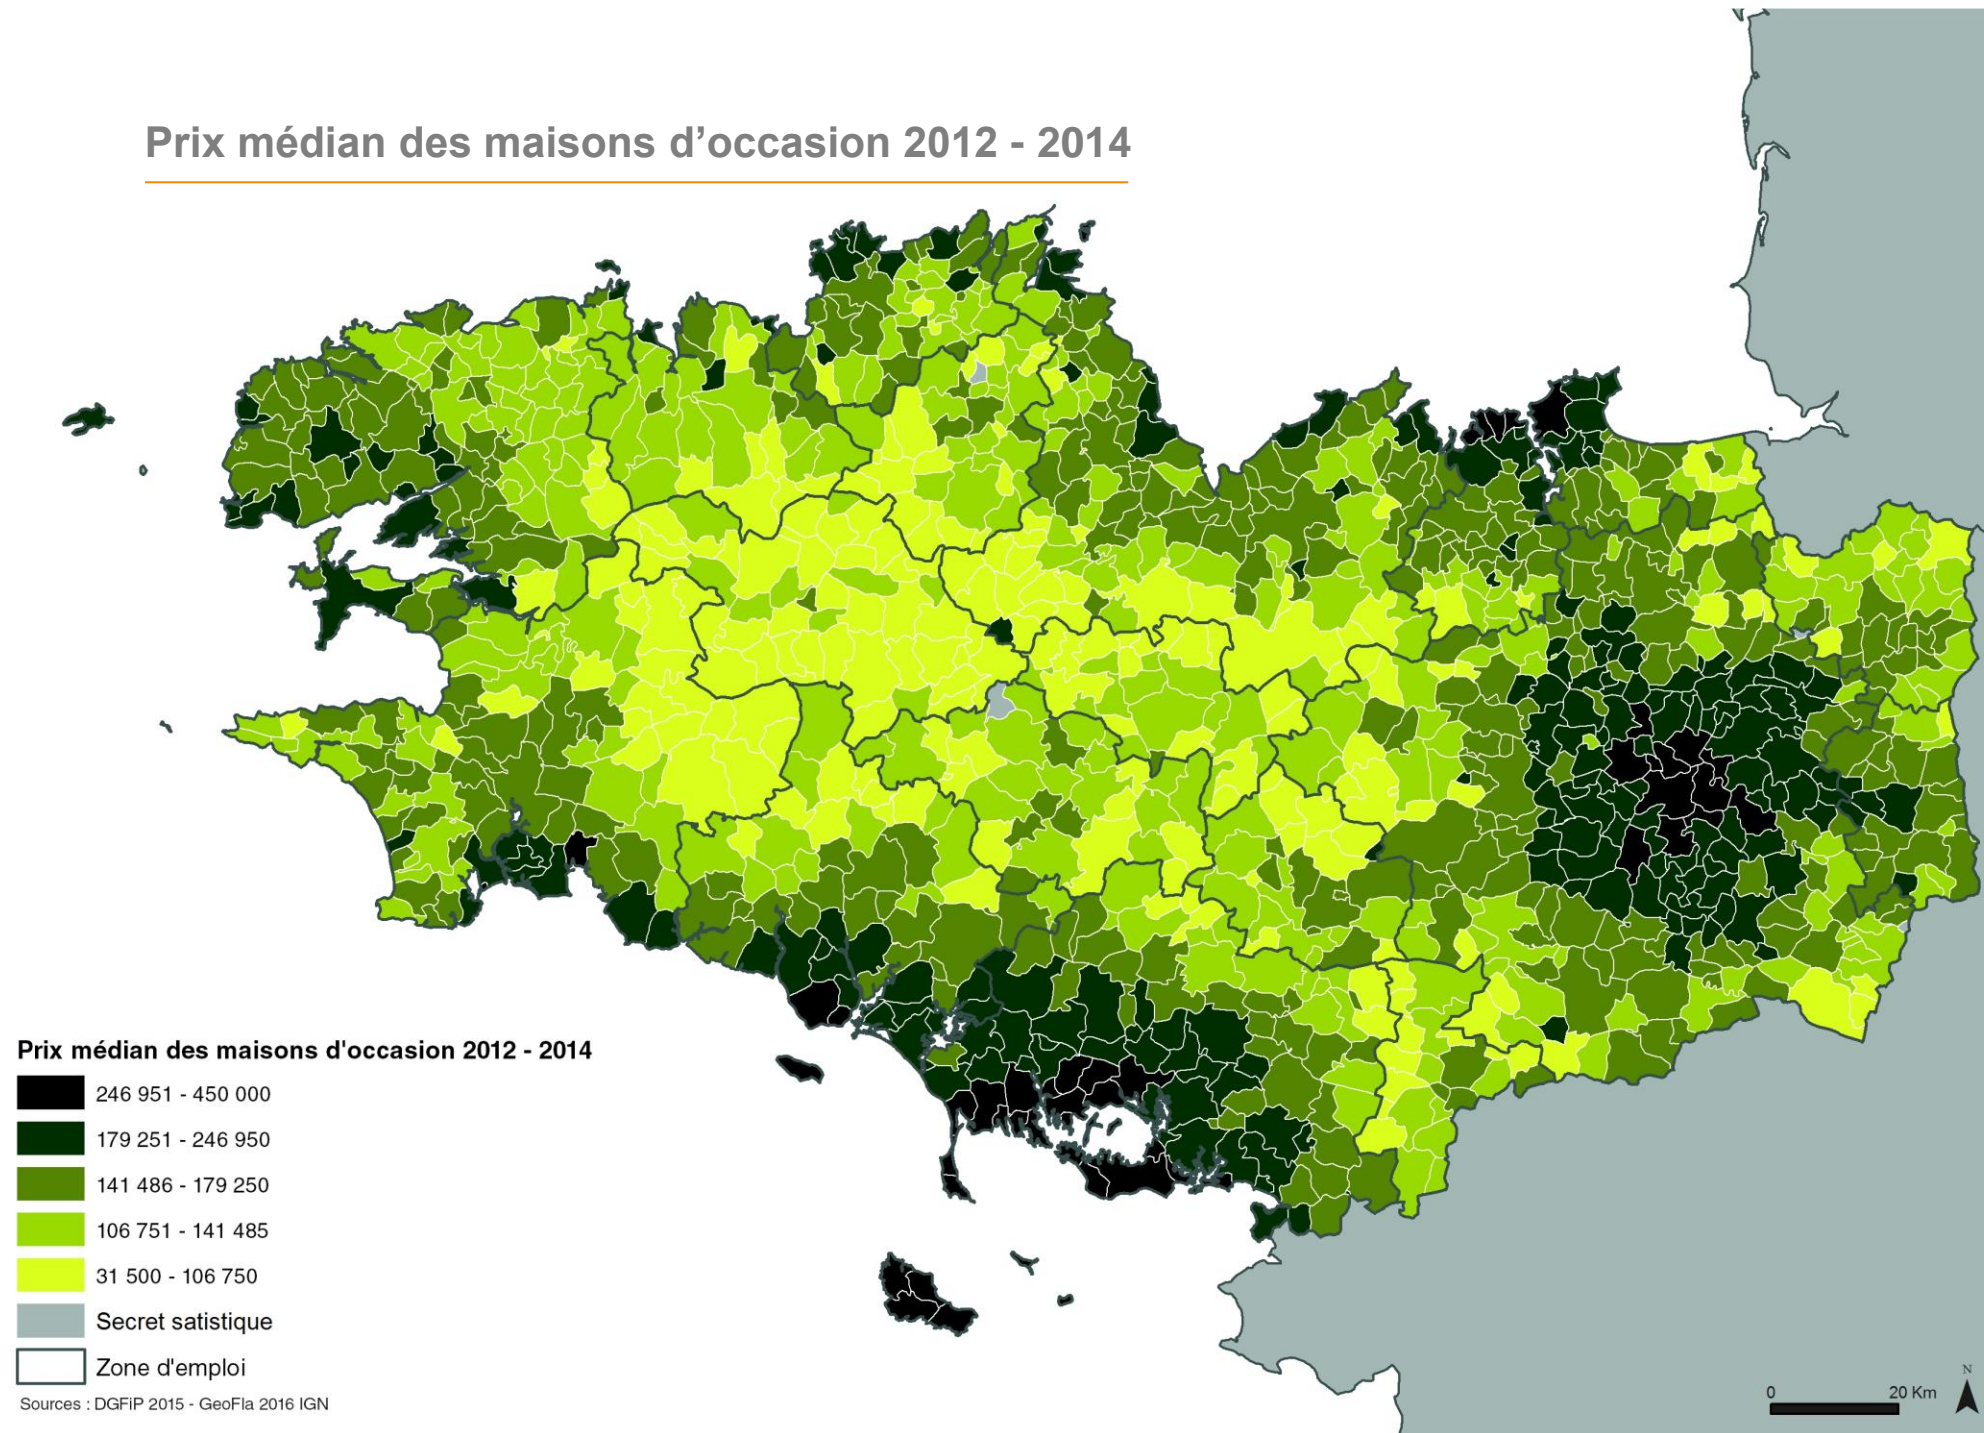 Prix médian des maisons d’occasion 2012 - 2014
Prix médian des maisons d'occasion 2012 - 2014
246 951 - 450 000
179 251 - 246 950
141 486 - 179 250
106 751 - 141 485
31 500 - 106 750
Secret satistique
Zone d'emploi
Sources : DGFiP 2015 - GeoFla 2016 IGN
0 20 Km
N